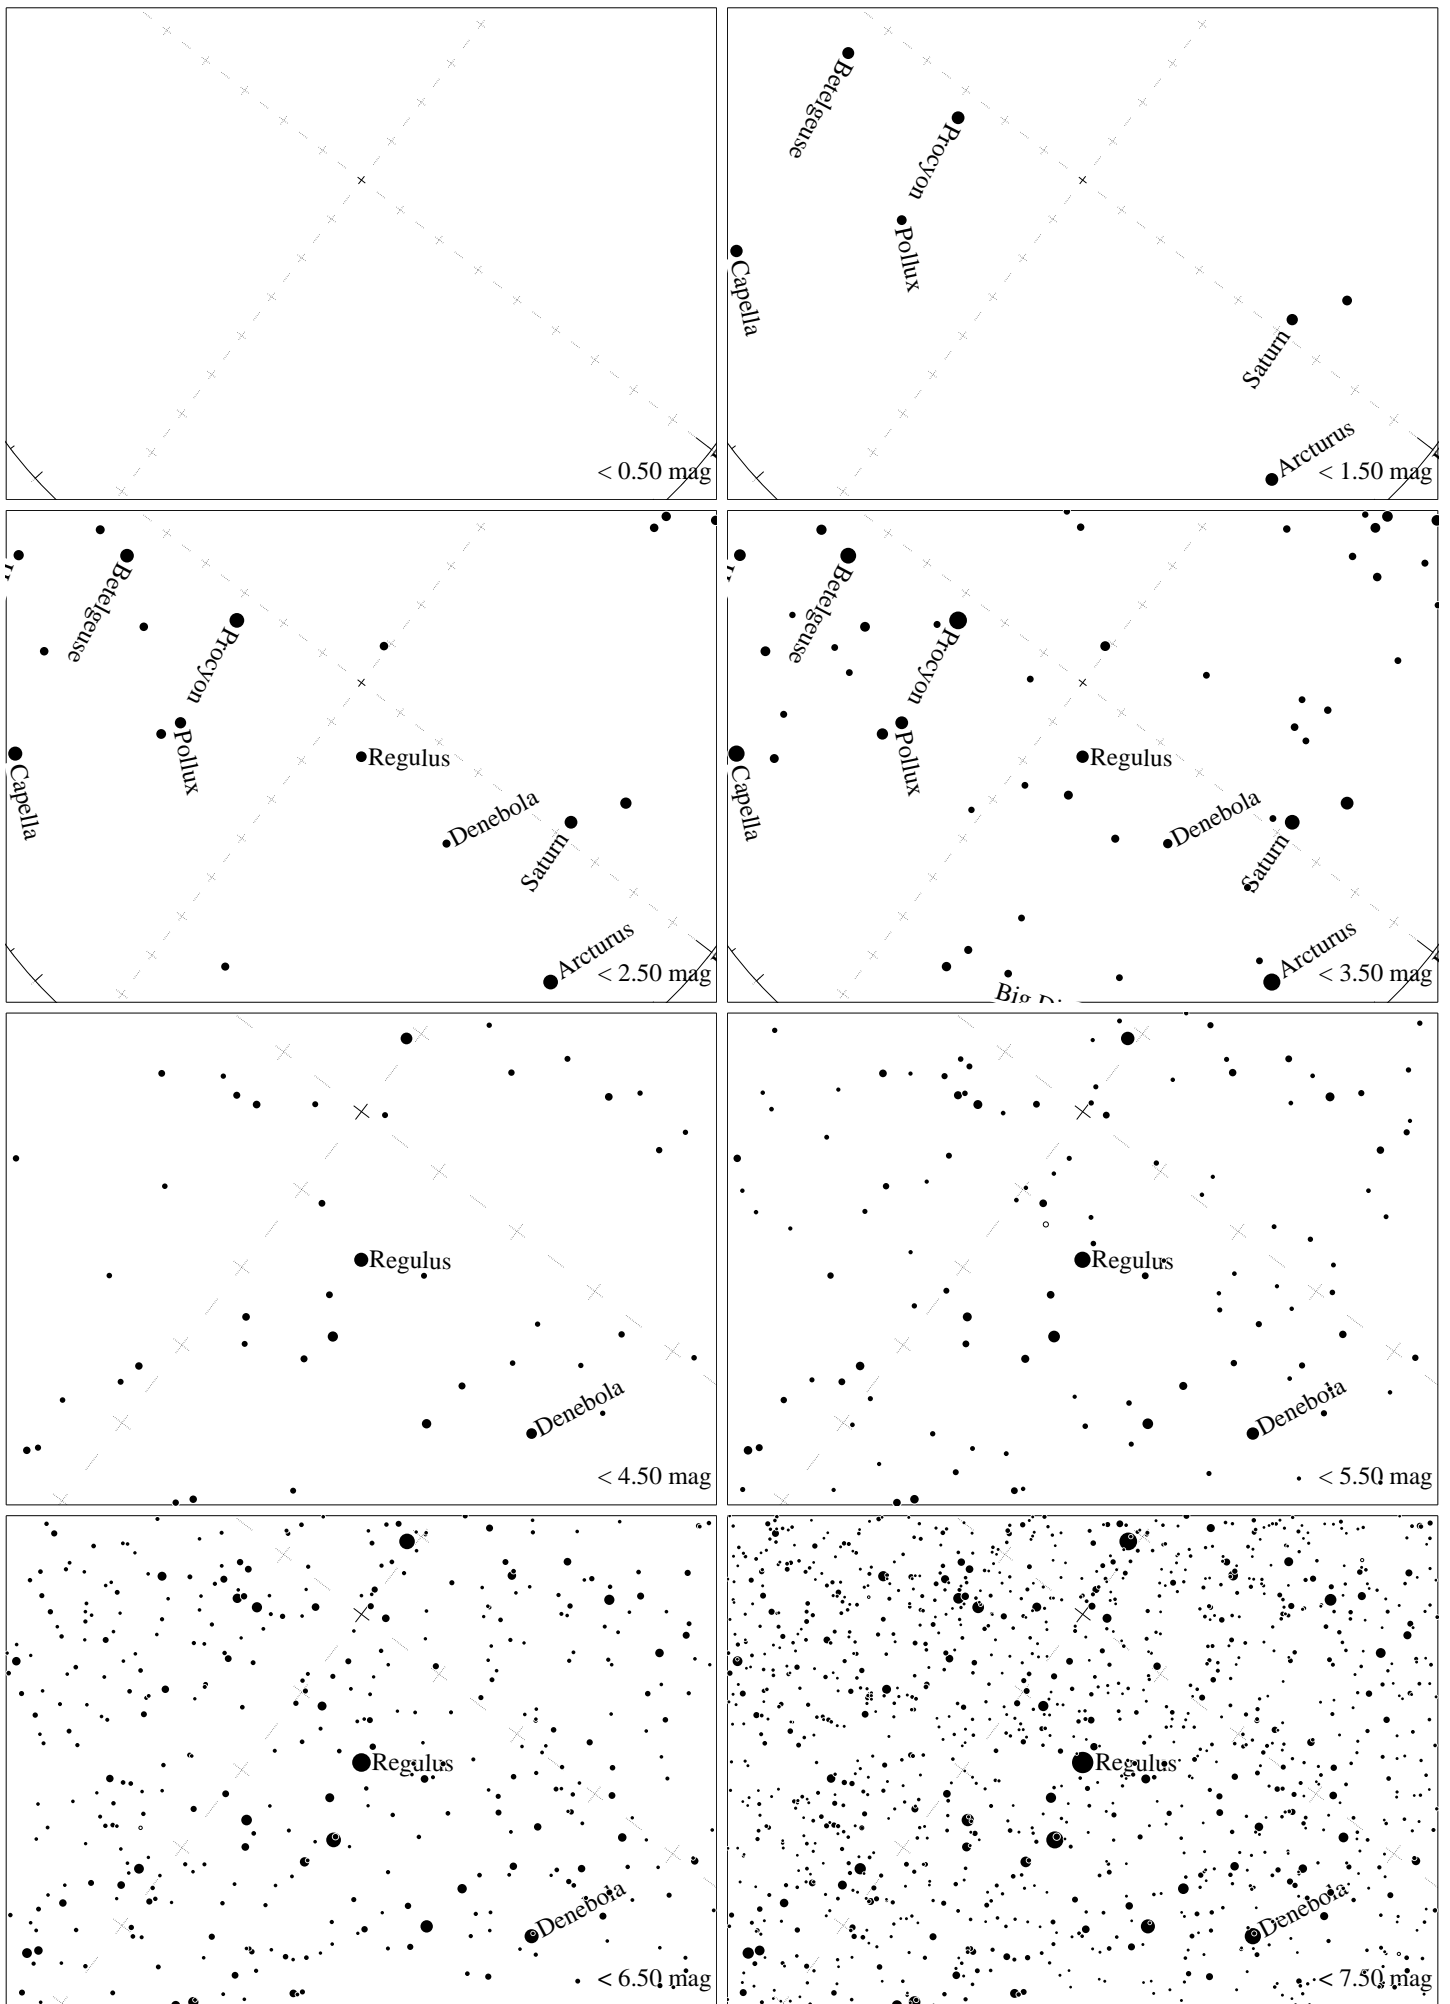 < 0.50 mag
Betelgeuse
Procyon
Pollux
Capella
Saturn
Arcturus
< 1.50 mag
Betelgeuse
Procyon
Pollux
Capella
Regulus
Denebola
Saturn
Arcturus
< 2.50 mag
Betelgeuse
Procyon
Pollux
Capella
Regulus
Denebola
Saturn
Arcturus
Big Di
< 3.50 mag
Regulus
Denebola
< 4.50 mag
Regulus
Denebola
< 5.50 mag
Regulus
Denebola
< 6.50 mag
Regulus
Denebola
< 7.50 mag